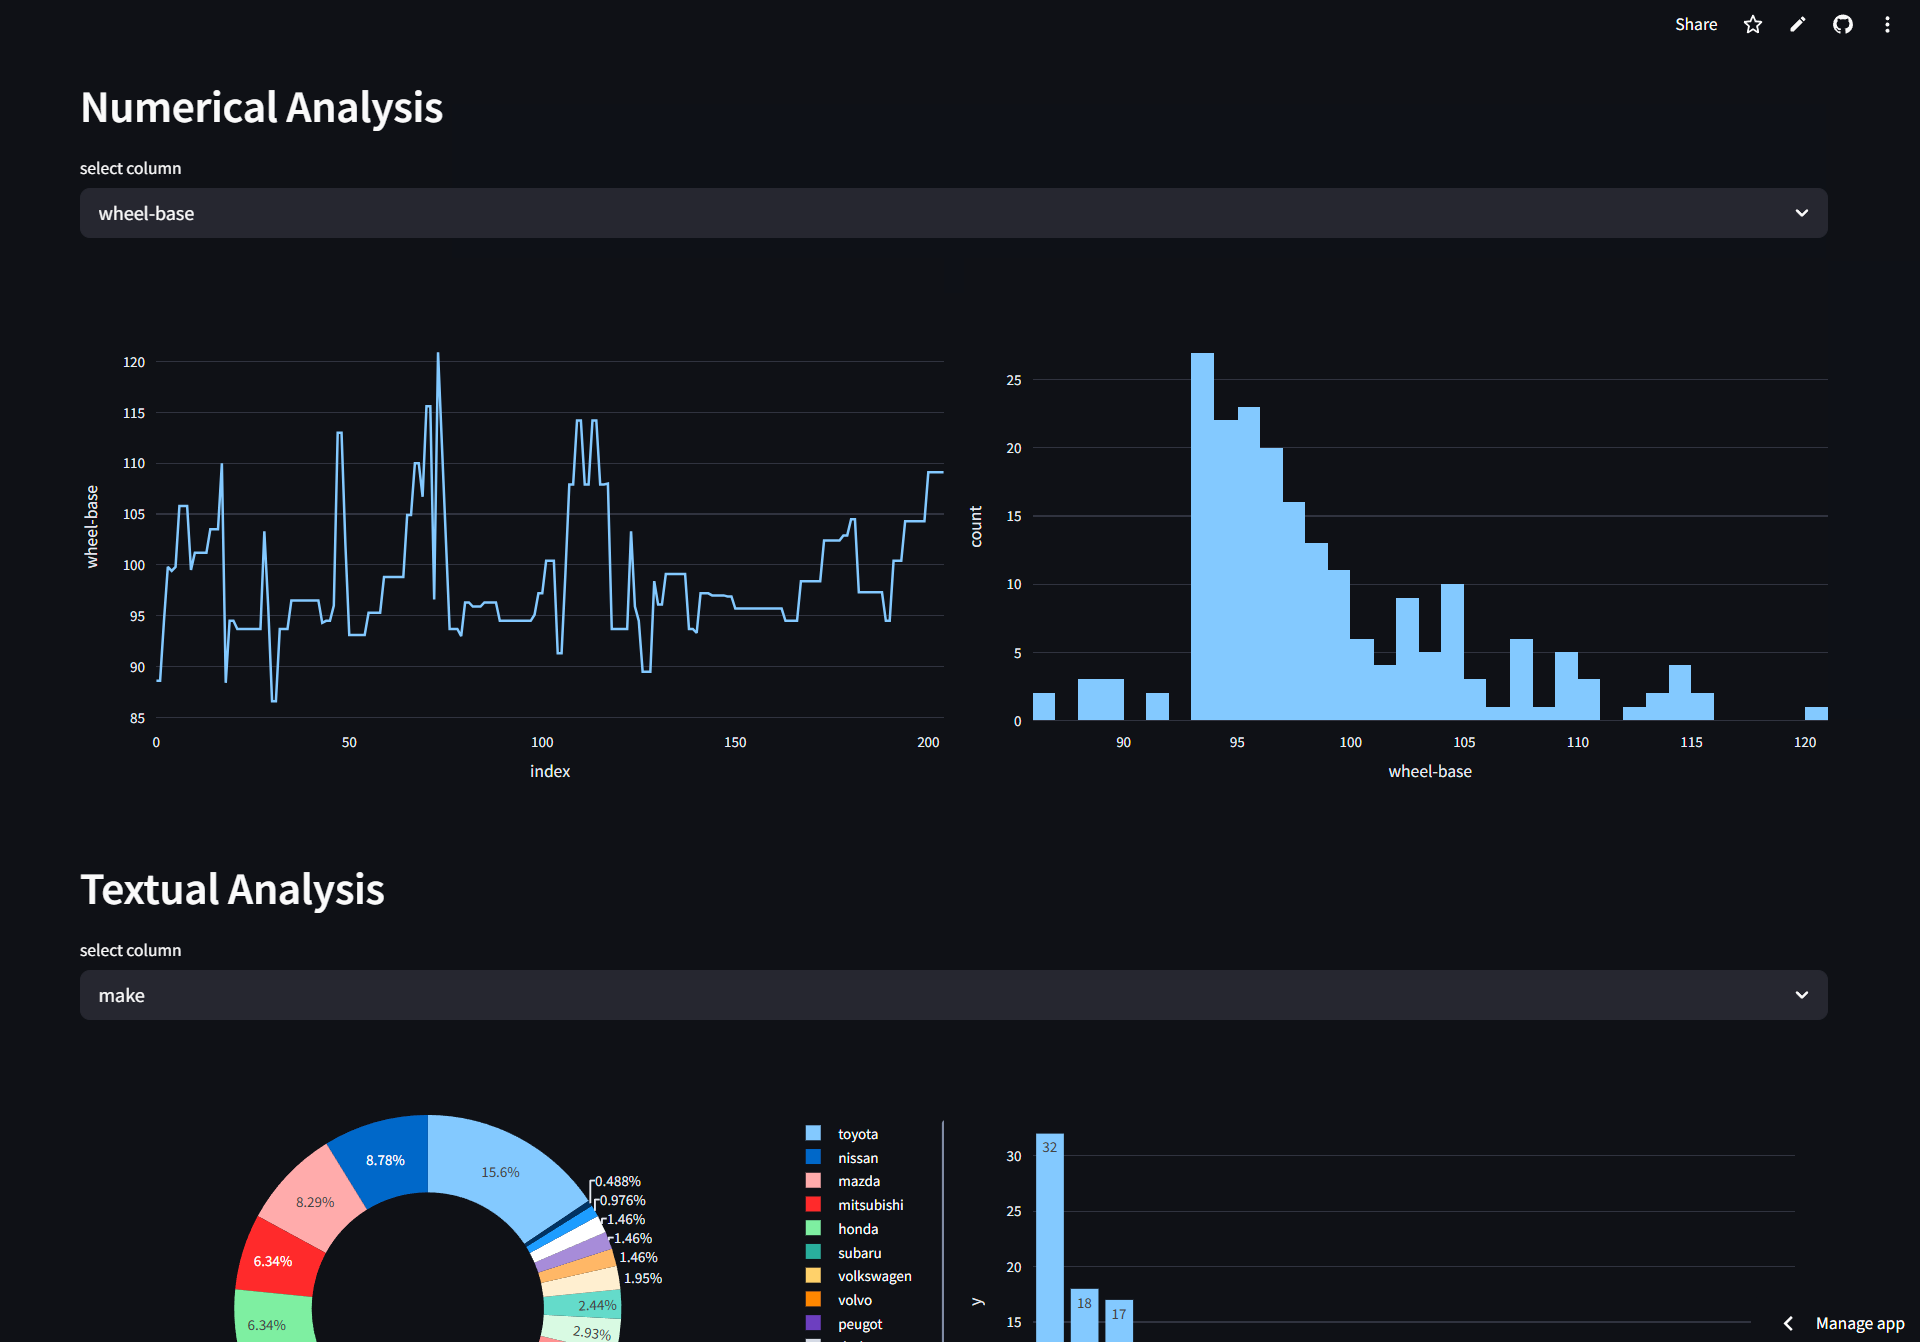 Share
Numerical Analysis
select column
wheel-base
120
115
110
105
100
95
90
85
wheel-base
0 50 100 150 200
index
25
20
15
10
5
0
count
90 95 100 105 110 115 120
wheel-base
Textual Analysis
select column
make
8.78%
15.6%
8.29%
6.34%
6.34%
0.488%
0.976%
1.46%
1.46%
1.46%
1.95%
2.44%
2.93%
toyota
nissan
mazda
mitsubishi
honda
subaru
volkswagen
volvo
peugot
30
25
20
15
y
32
18
17
Manage app